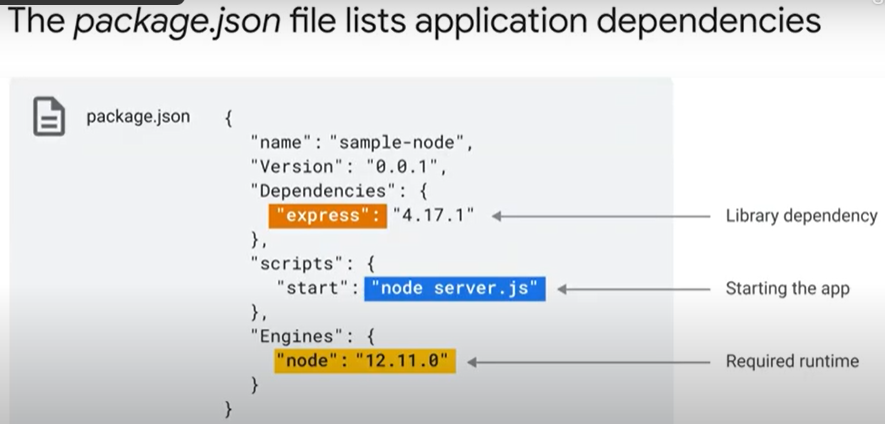 The package.json file lists application dependencies
package.json
{
"name": "sample-node",
"Version": "0.0.1",
"Dependencies": {
"express": "4.17.1"
Library dependency
},
"scripts": {
"start": "node server.js"
Starting the app
},
"Engines": {
"node": "12.11.0"
Required runtime
}
}